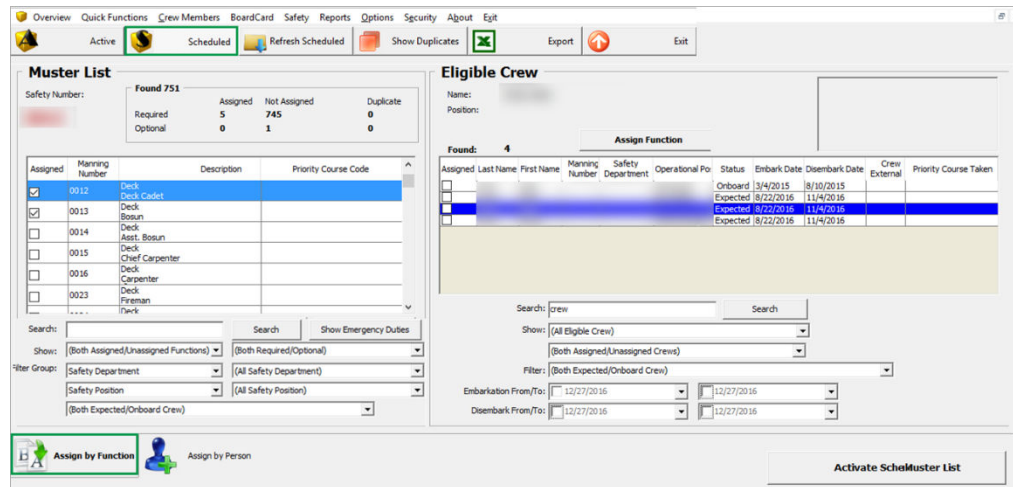 Overview Quick Functions Crew Members BoardCard Safety Reports Options Security About Exit
Active Scheduled Refresh Scheduled Show Duplicates Export Exit
Muster List
Safety Number:
Found 751
Assigned Not Assigned Duplicate
Required 5 745 0
Optional 0 1 0
Assigned Manning Number Description Priority Course Code
0012 Deck
Deck Cadet
0013 Deck
Bosun
0014 Deck
Asst. Bosun
0015 Deck
Chief Carpenter
0016 Deck
Carpenter
0023 Deck
Fireman
Deck
Search: Search Show Emergency Duties
Show: (Both Assigned/Unassigned Functions) (Both Required/Optional)
Filter Group: Safety Department (All Safety Department)
Safety Position (All Safety Position)
(Both Expected/Onboard Crew)
Eligible Crew
Name:
Position:
Assign Function
Found: 4
Assigned Last Name First Name Manning Number Safety Department Operational Po Status Embark Date Disembark Date Crew External Priority Course Taken
Onboard 3/4/2015 8/10/2015
Expected 8/22/2016 11/4/2016
Expected 8/22/2016 11/4/2016
Expected 8/22/2016 11/4/2016
Search: crew Search
Show: (All Eligible Crew)
(Both Assigned/Unassigned Crews)
Filter: (Both Expected/Onboard Crew)
Embarkation From/To: 12/27/2016 12/27/2016
Disembark From/To: 12/27/2016 12/27/2016
Assign by Function Assign by Person
Activate Sche Muster List